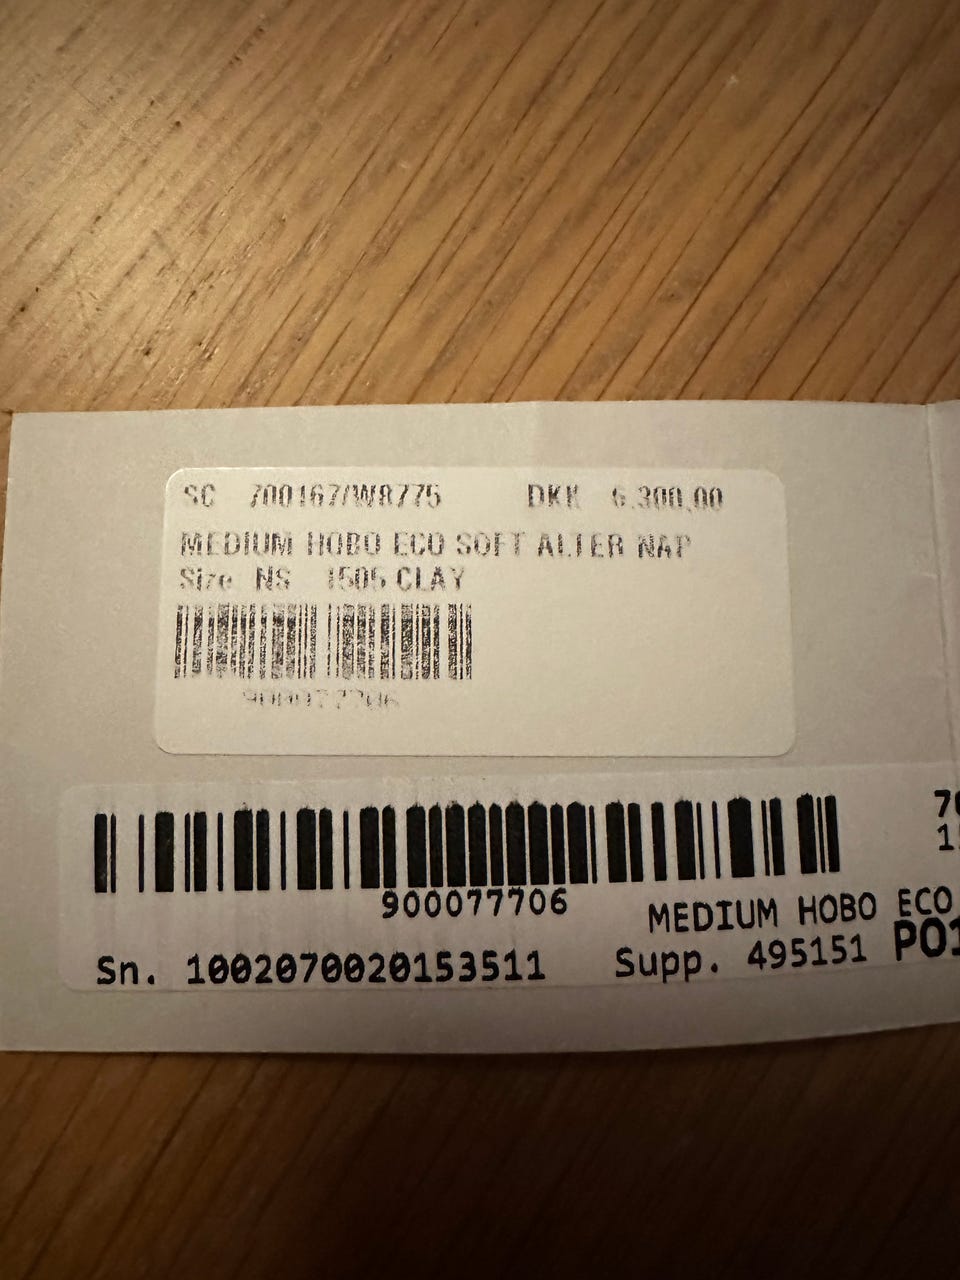 SC 700167/W8775 DKK 6.300,00
MEDIUM HOBO ECO SOFT ALTER NAP
Size NS 1505 CLAY
900077706
900077706
MEDIUM HOBO ECO
Sn. 1002070020153511 Supp. 495151